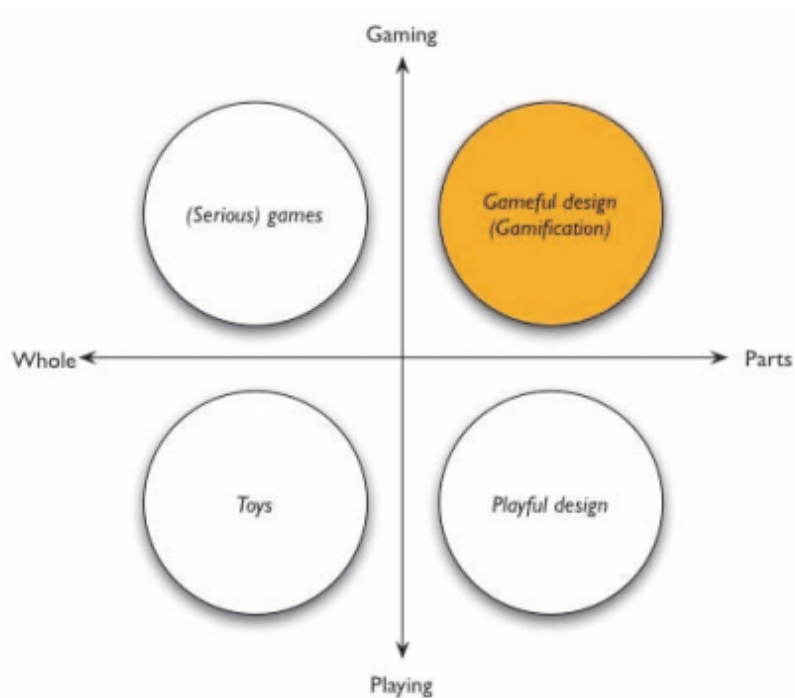 Gaming
(Serious) games
Gameful design
(Gamification)
Whole
Parts
Toys
Playful design
Playing